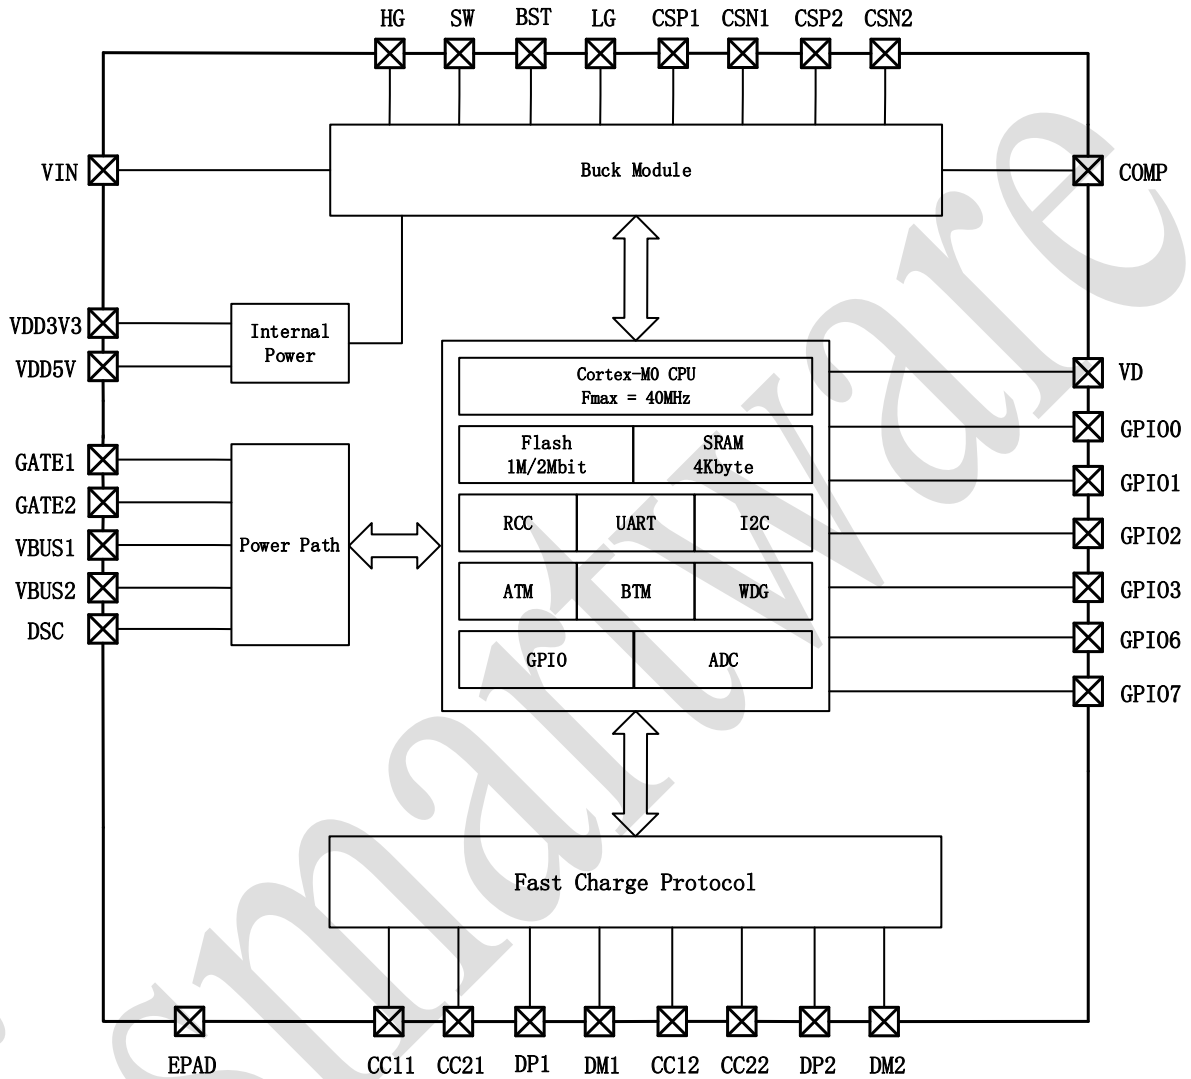 HG SW BST LG CSP1 CSN1 CSP2 CSN2
VIN
Buck Module
COMP
VDD3V3
VDD5V
Internal
Power
Cortex-M0 CPU
Fmax = 40MHz
VD
GPIO0
Flash
1M/2Mbit
SRAM
4Kbyte
GATE1
GATE2
VBUS1
VBUS2
DSC
Power Path
RCC UART I2C
ATM BTM WDG
GPIO ADC
GPIO1
GPIO2
GPIO3
GPIO6
GPIO7
Fast Charge Protocol
EPAD CC11 CC21 DP1 DM1 CC12 CC22 DP2 DM2
smartware